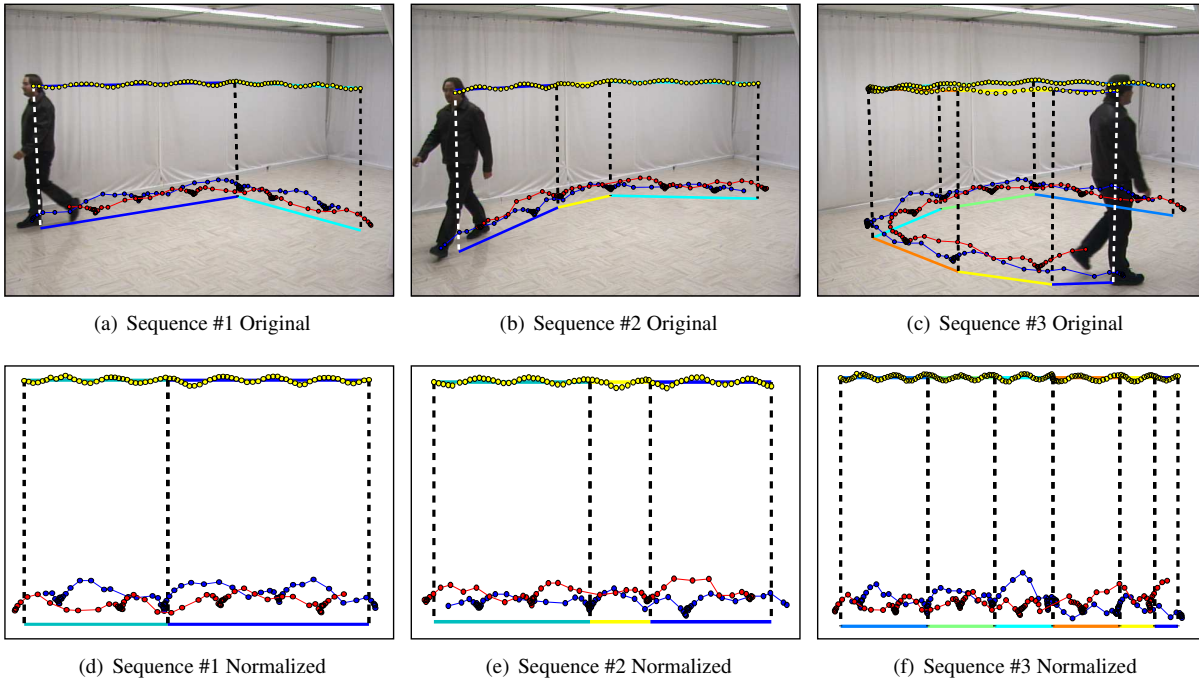 (a) Sequence #1 Original
(b) Sequence #2 Original
(c) Sequence #3 Original
(d) Sequence #1 Normalized
(e) Sequence #2 Normalized
(f) Sequence #3 Normalized